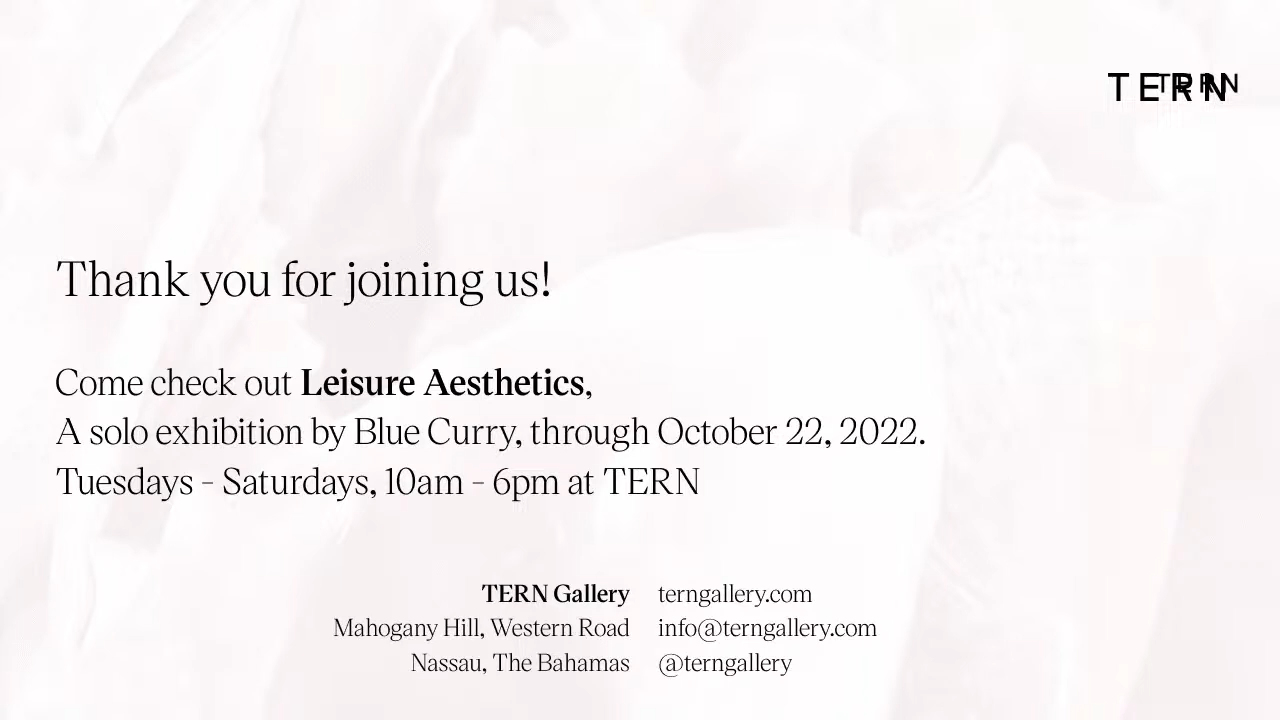 TERN
TERN
Thank you for joining us!
Come check out Leisure Aesthetics,
A solo exhibition by Blue Curry, through October 22, 2022.
Tuesdays - Saturdays, 10am - 6pm at TERN
TERN Gallery
Mahogany Hill, Western Road
Nassau, The Bahamas
terngallery.com
info@terngallery.com
@terngallery